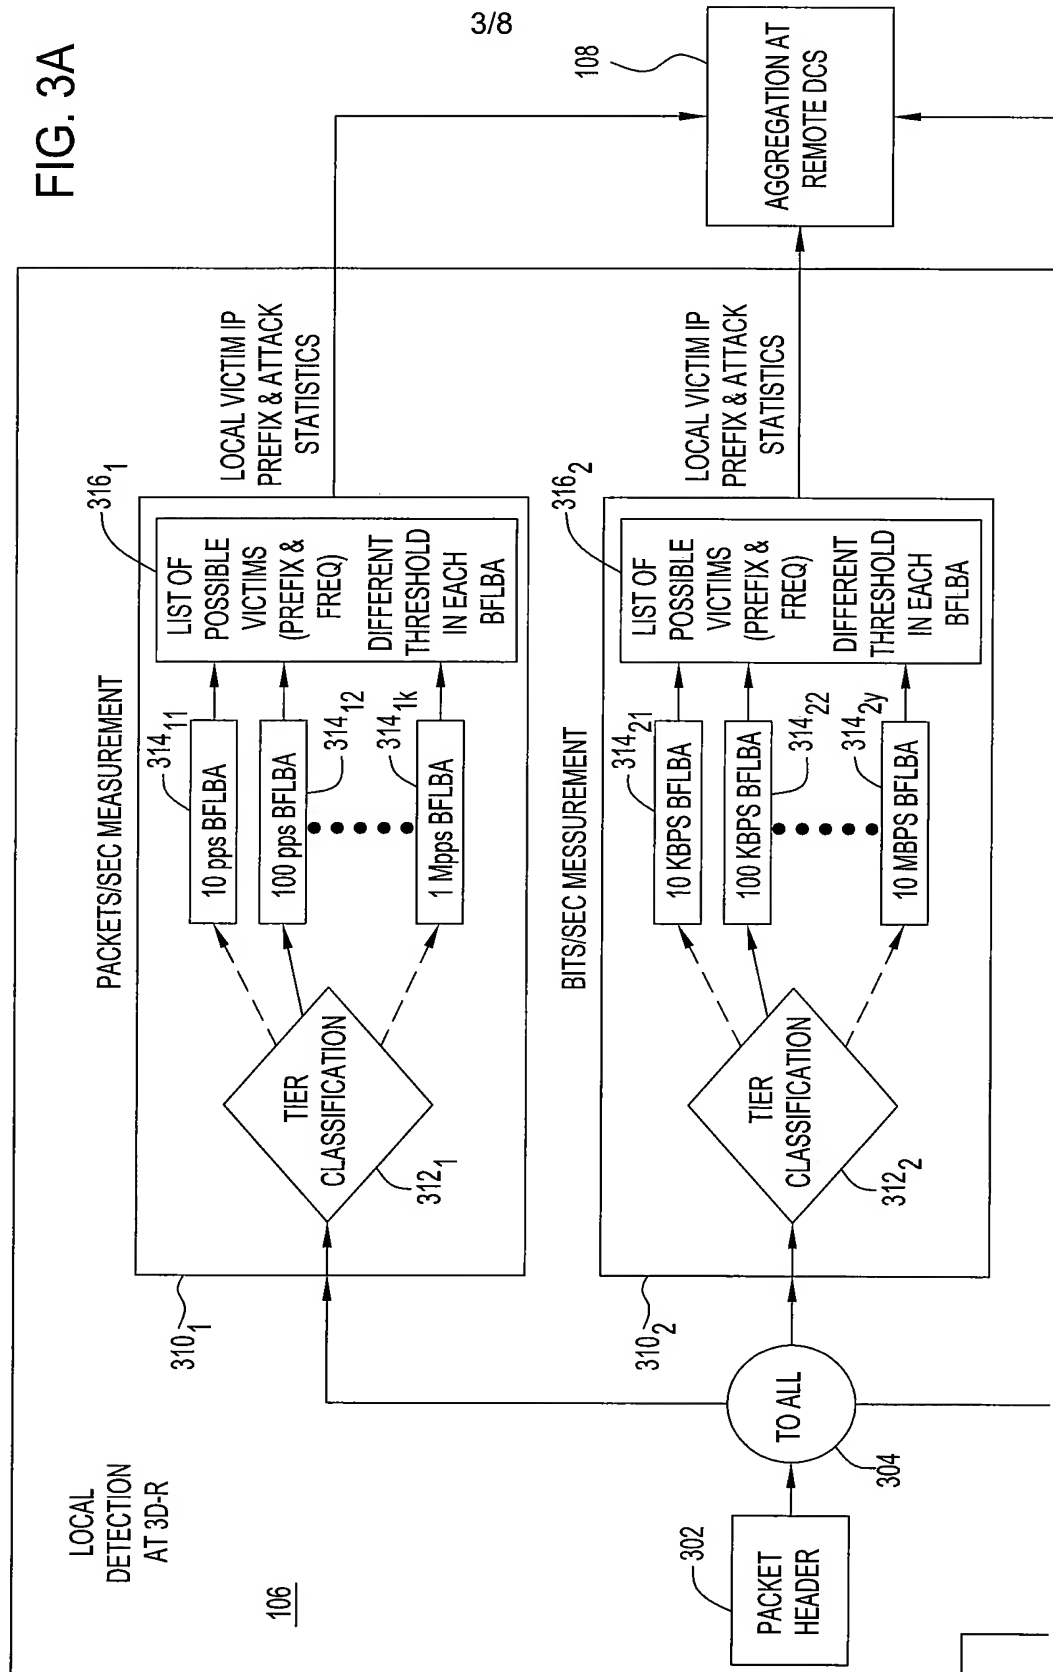 3/8
FIG. 3A
LOCAL
DETECTION
AT 3D-R
106
PACKET
HEADER
302
TO ALL
304
PACKETS/SEC MEASUREMENT
310₁
TIER
CLASSIFICATION
312₁
10 pps BFLBA
314₁₁
100 pps BFLBA
314₁₂
1 Mpps BFLBA
314₁ₖ
LIST OF
POSSIBLE
VICTIMS
(PREFIX &
FREQ)
DIFFERENT
THRESHOLD
IN EACH
BFLBA
316₁
LOCAL VICTIM IP
PREFIX & ATTACK
STATISTICS
BITS/SEC MESSUREMENT
310₂
TIER
CLASSIFICATION
312₂
10 KBPS BFLBA
314₂₁
100 KBPS BFLBA
314₂₂
10 MBPS BFLBA
314₂y
LIST OF
POSSIBLE
VICTIMS
(PREFIX &
FREQ)
DIFFERENT
THRESHOLD
IN EACH
BFLBA
316₂
LOCAL VICTIM IP
PREFIX & ATTACK
STATISTICS
AGGREGATION AT
REMOTE DCS
108